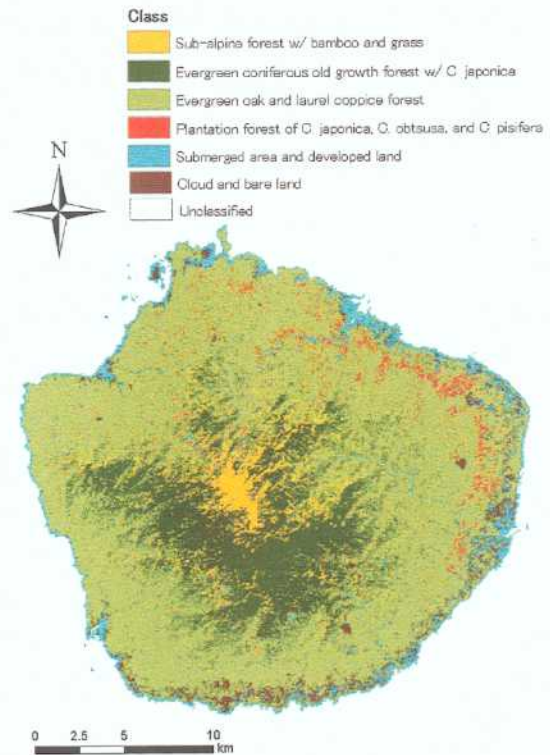 Class
Sub-alpine forest w/ bamboo and grass
Evergreen coniferous old growth forest w/ C. japonica
Evergreen oak and laurel coppice forest
Plantation forest of C. japonica, C. obtsusa, and C. pisifera
Submerged area and developed land
Cloud and bare land
Unclassified
N
0 2.5 5 10
km